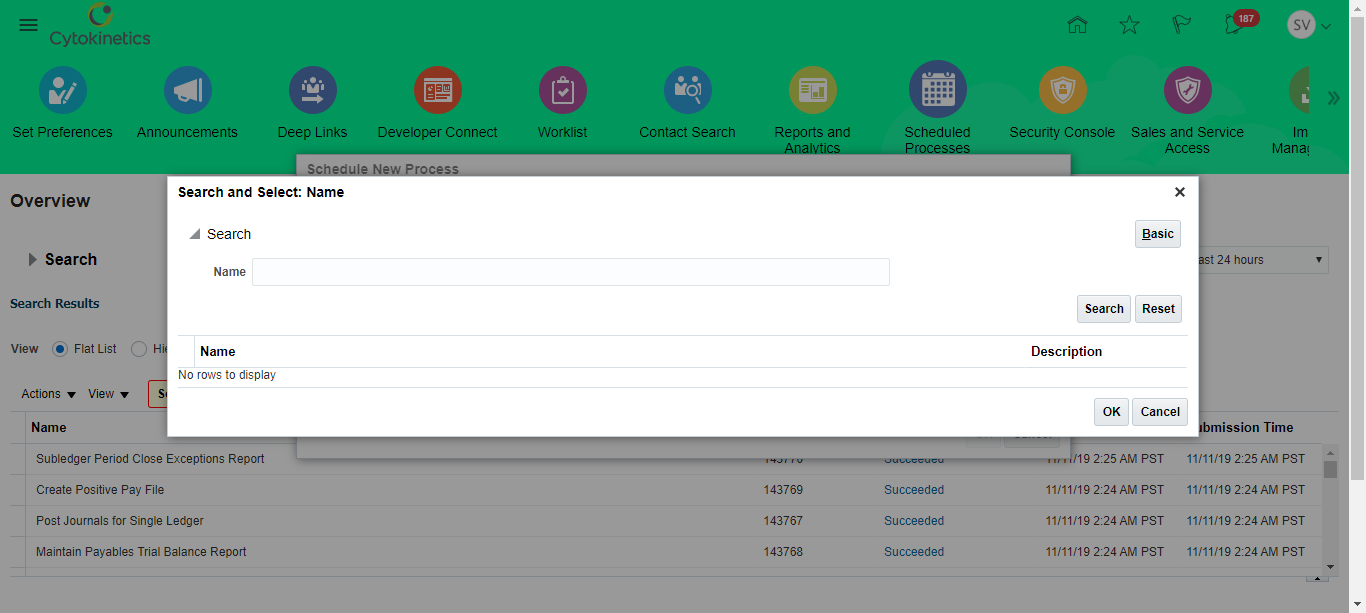 Cytokinetics
187
SV
Set Preferences
Announcements
Deep Links
Developer Connect
Worklist
Contact Search
Reports and Analytics
Scheduled Processes
Security Console
Sales and Service Access
Im
Manag
Schedule New Process
Search and Select: Name
Overview
Search
Basic
Search
ast 24 hours
Name
Search Results
Search Reset
Name Description
View Flat List Hi
No rows to display
Actions View S
OK Cancel
Name
ubmission Time
Subledger Period Close Exceptions Report 143770 Succeeded 11/11/19 2:25 AM PST 11/11/19 2:25 AM PST
Create Positive Pay File 143769 Succeeded 11/11/19 2:24 AM PST 11/11/19 2:24 AM PST
Post Journals for Single Ledger 143767 Succeeded 11/11/19 2:24 AM PST 11/11/19 2:24 AM PST
Maintain Payables Trial Balance Report 143768 Succeeded 11/11/19 2:24 AM PST 11/11/19 2:24 AM PST